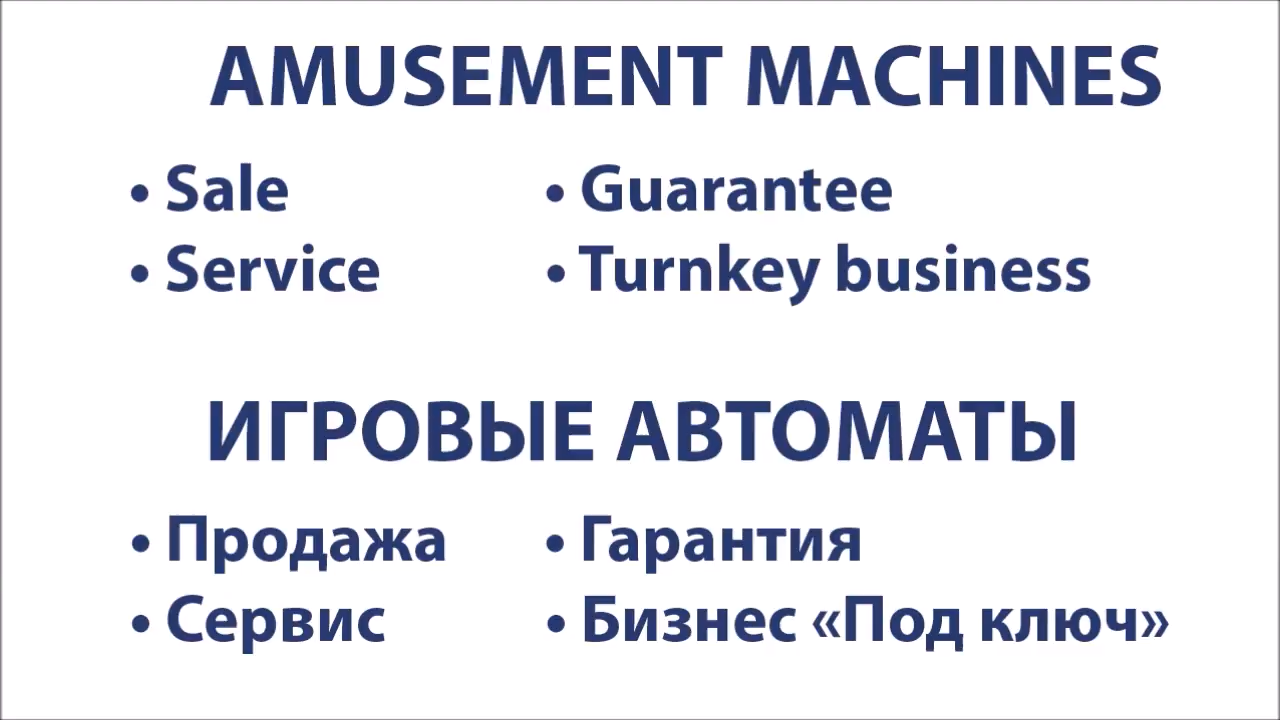 AMUSEMENT MACHINES
• Sale • Guarantee
• Service • Turnkey business
ИГРОВЫЕ АВТОМАТЫ
• Продажа • Гарантия
• Сервис • Бизнес «Под ключ»